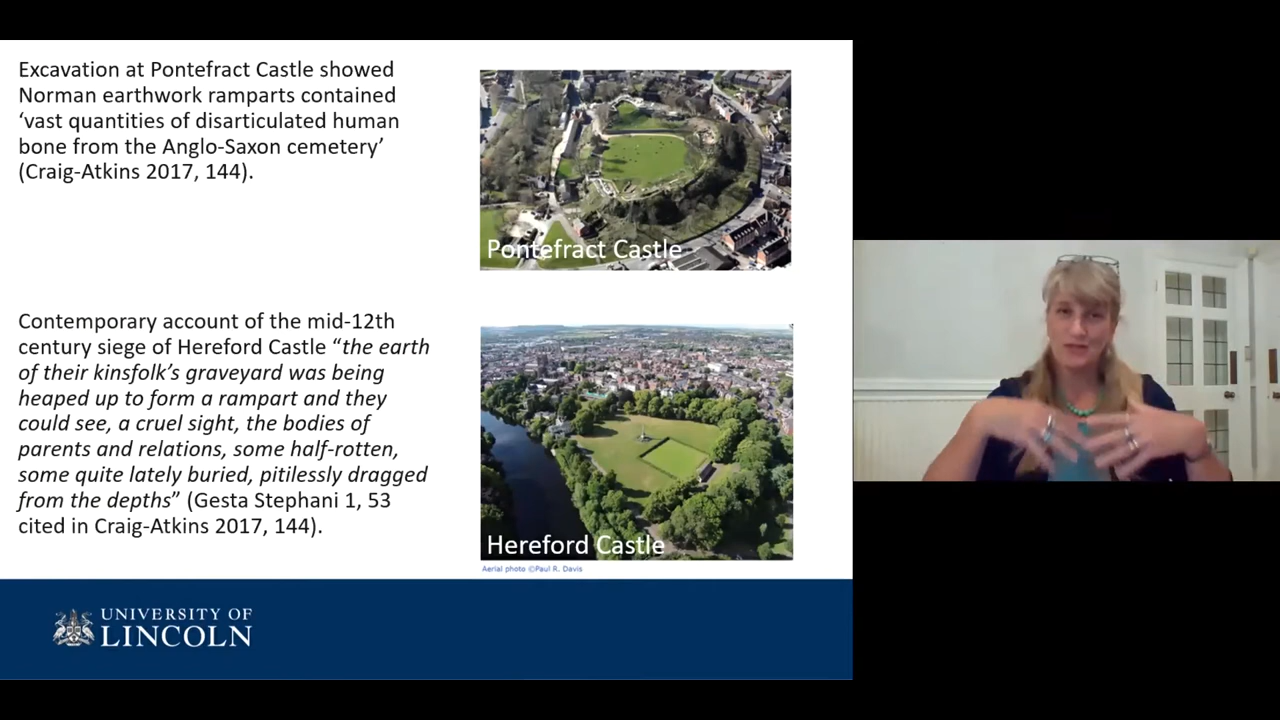 Excavation at Pontefract Castle showed
Norman earthwork ramparts contained
‘vast quantities of disarticulated human
bone from the Anglo-Saxon cemetery’
(Craig-Atkins 2017, 144).
Pontefract Castle
Contemporary account of the mid-12th
century siege of Hereford Castle “the earth
of their kinsfolk’s graveyard was being
heaped up to form a rampart and they
could see, a cruel sight, the bodies of
parents and relations, some half-rotten,
some quite lately buried, pitilessly dragged
from the depths” (Gesta Stephani 1, 53
cited in Craig-Atkins 2017, 144).
Hereford Castle
Aerial photo ©Paul R. Davis
UNIVERSITY OF
LINCOLN